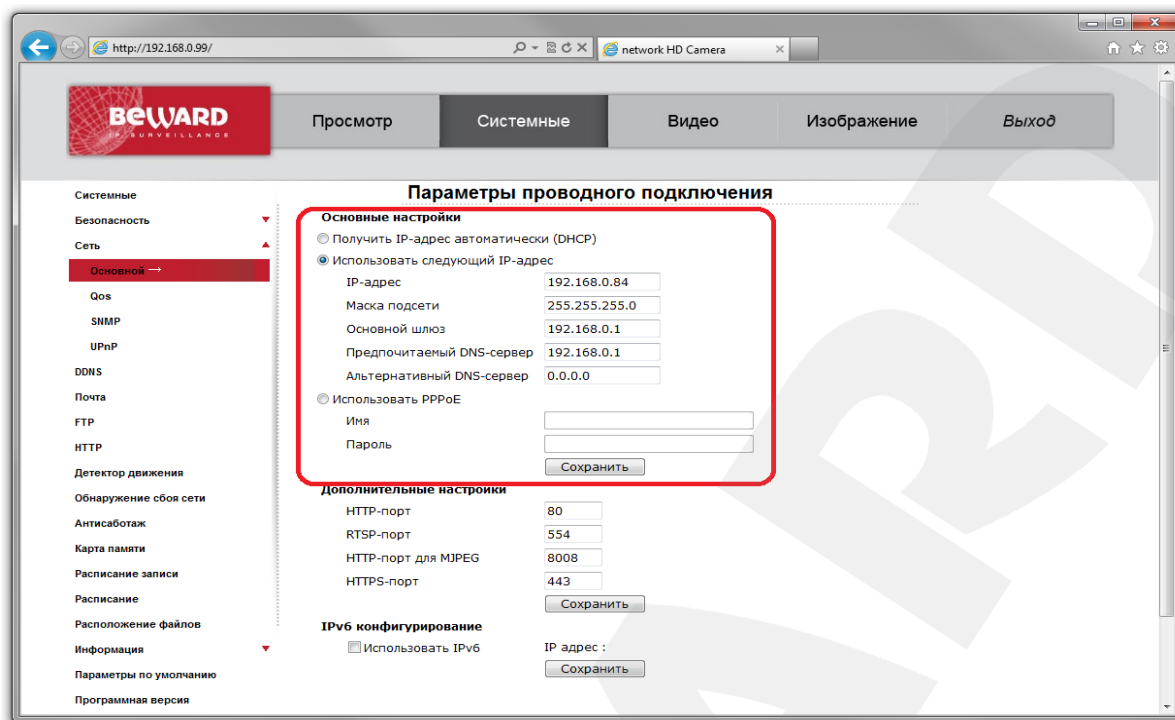 http://192.168.0.99/
network HD Camera
BEWARD
IP SURVEILLANCE
Просмотр
Системные
Видео
Изображение
Выход
Системные
Безопасность
Сеть
Основной →
Qos
SNMP
UPnP
DDNS
Почта
FTP
HTTP
Детектор движения
Обнаружение сбоя сети
Антисаботаж
Карта памяти
Расписание записи
Расписание
Расположение файлов
Информация
Параметры по умолчанию
Программная версия
Параметры проводного подключения
Основные настройки
Получить IP-адрес автоматически (DHCP)
Использовать следующий IP-адрес
IP-адрес 192.168.0.84
Маска подсети 255.255.255.0
Основной шлюз 192.168.0.1
Предпочитаемый DNS-сервер 192.168.0.1
Альтернативный DNS-сервер 0.0.0.0
Использовать PPPoE
Имя
Пароль
Сохранить
Дополнительные настройки
HTTP-порт 80
RTSP-порт 554
HTTP-порт для MJPEG 8008
HTTPS-порт 443
Сохранить
IPv6 конфигурирование
Использовать IPv6 IP адрес :
Сохранить
ARD